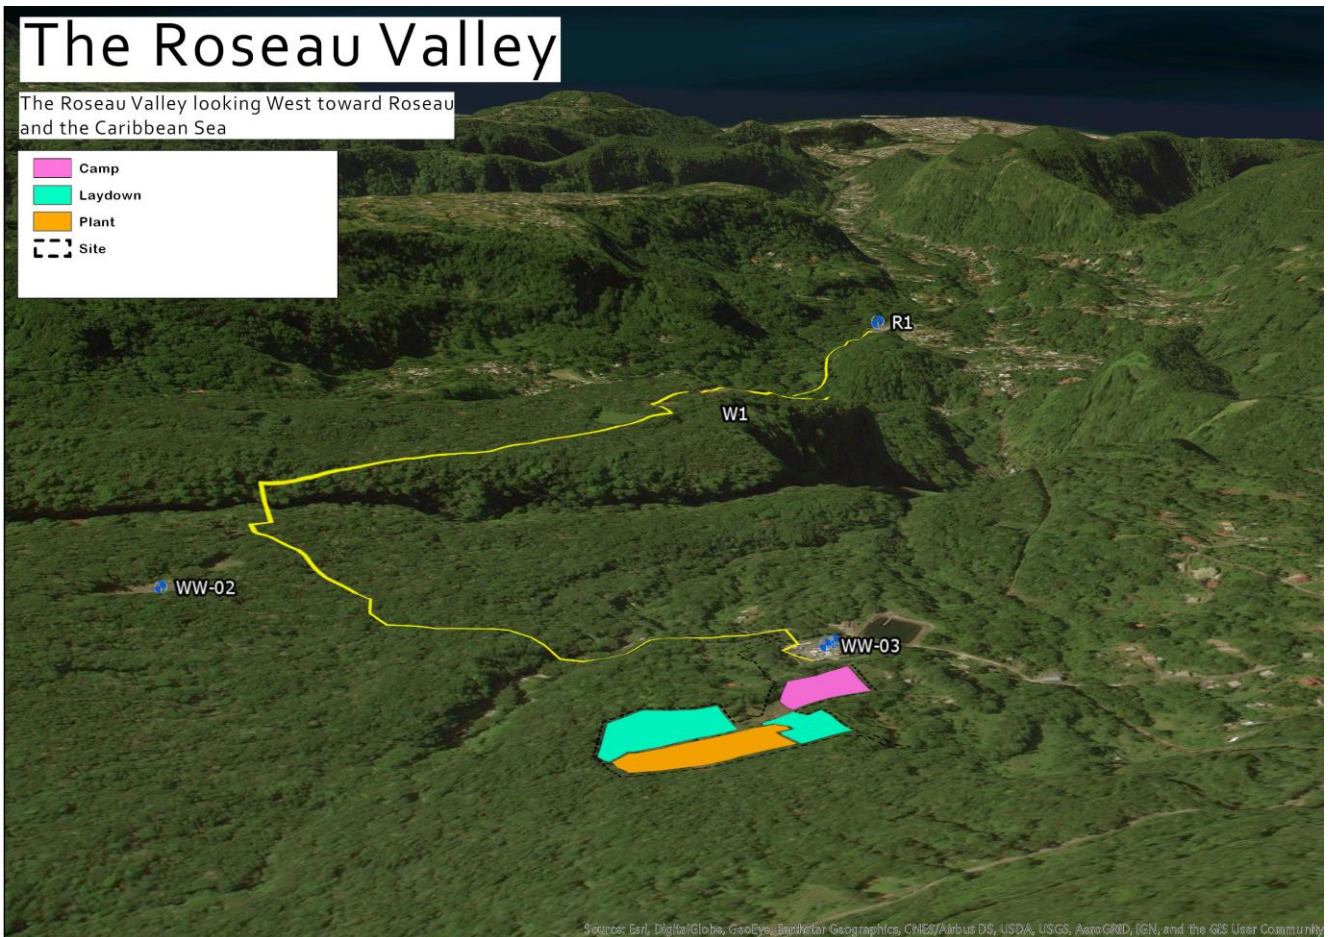 The Roseau Valley
The Roseau Valley looking West toward Roseau
and the Caribbean Sea
Camp
Laydown
Plant
Site
R1
W1
WW-02
WW-03
Source: Esri, DigitalGlobe, GeoEye, Earthstar Geographics, CNES/Airbus DS, USDA, USGS, AeroGRID, IGN, and the GIS User Community